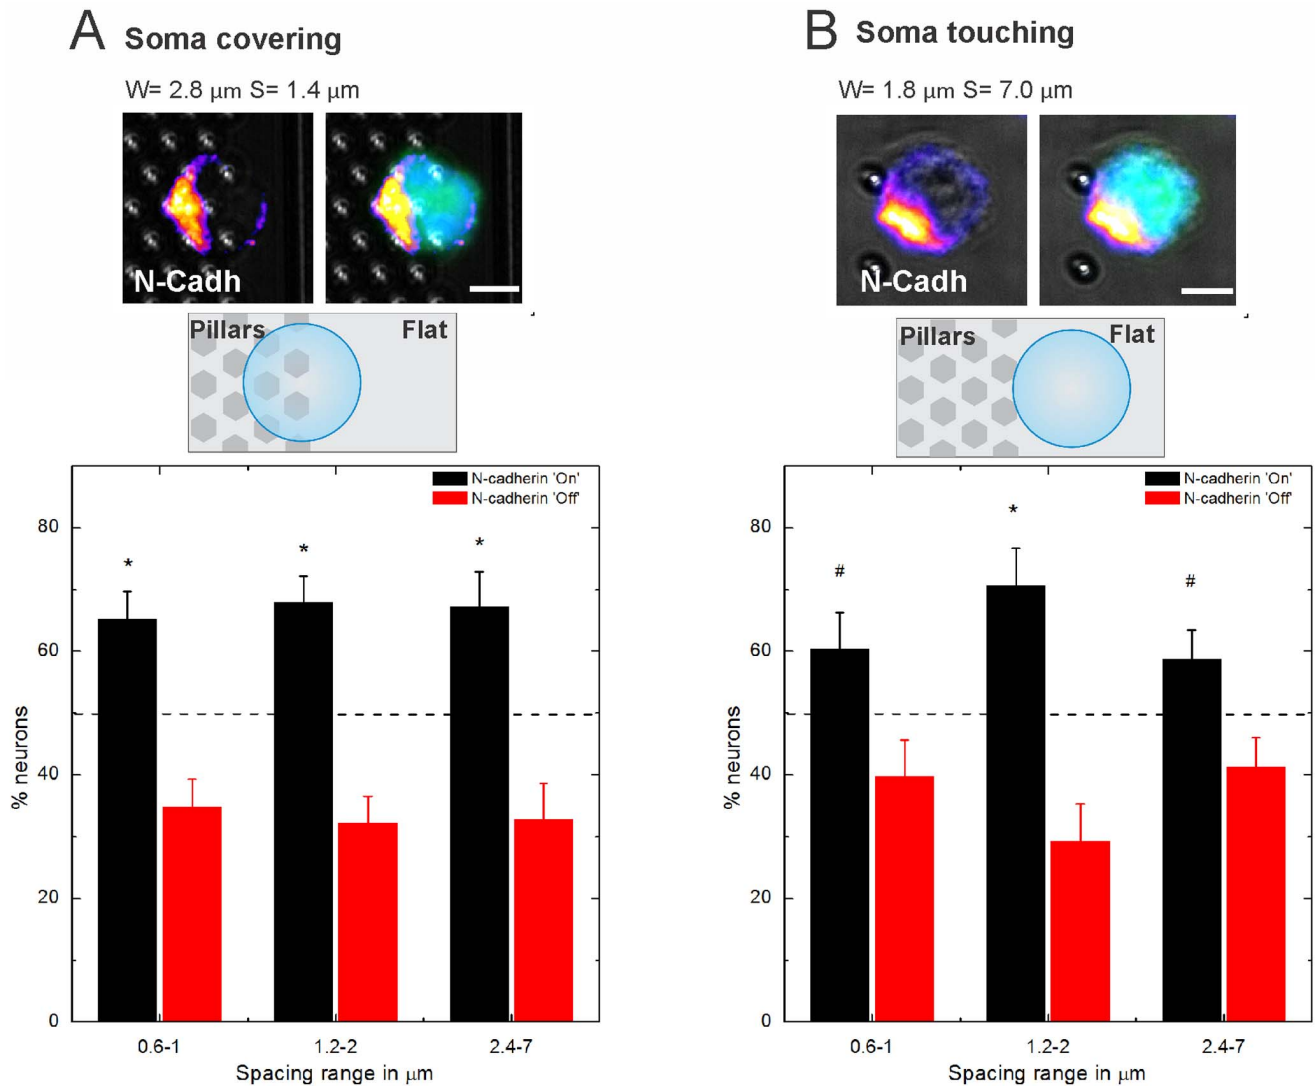 A Soma covering
W= 2.8 µm S= 1.4 µm
N-Cadh
Pillars Flat
N-cadherin 'On'
N-cadherin 'Off'
80
60
40
20
0
% neurons
* * *
0.6-1 1.2-2 2.4-7
Spacing range in µm
B Soma touching
W= 1.8 µm S= 7.0 µm
N-Cadh
Pillars Flat
N-cadherin 'On'
N-cadherin 'Off'
80
60
40
20
0
% neurons
# * #
0.6-1 1.2-2 2.4-7
Spacing range in µm